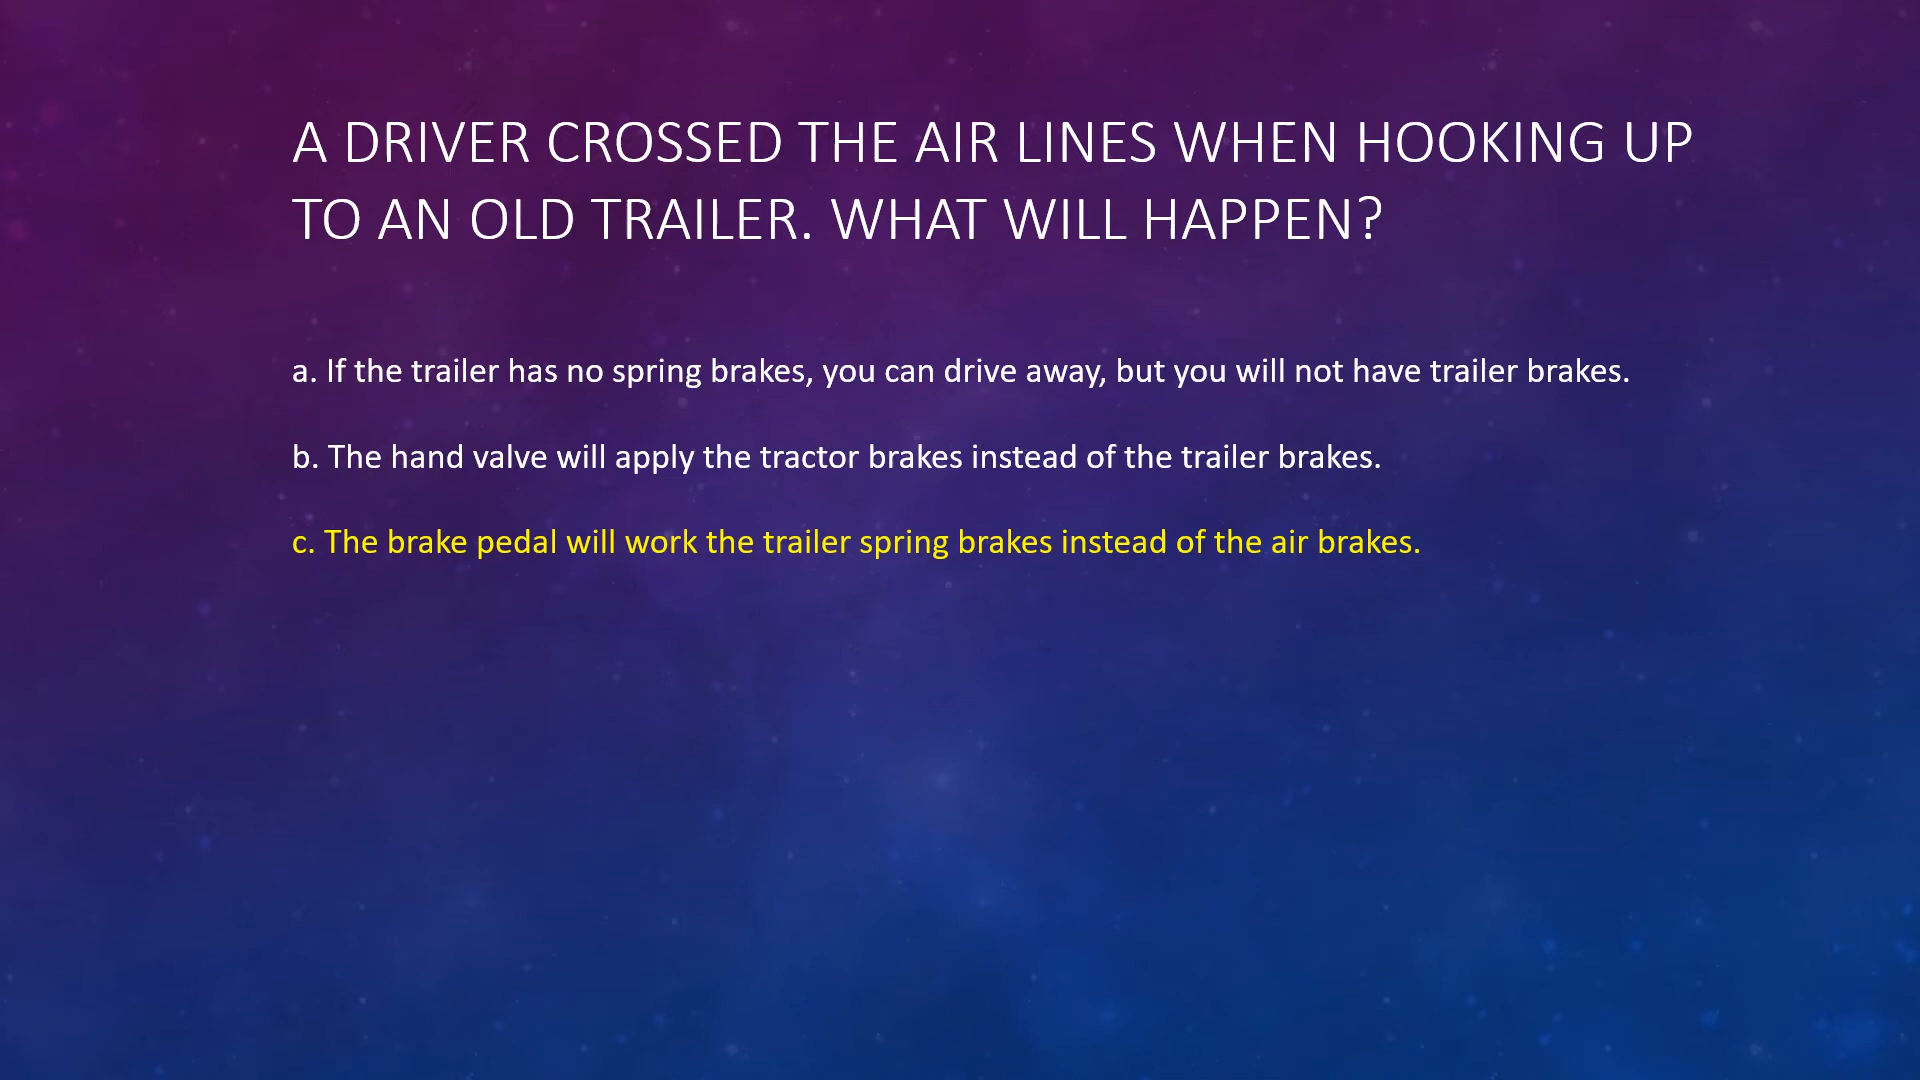 A DRIVER CROSSED THE AIR LINES WHEN HOOKING UP
TO AN OLD TRAILER. WHAT WILL HAPPEN?
a. If the trailer has no spring brakes, you can drive away, but you will not have trailer brakes.
b. The hand valve will apply the tractor brakes instead of the trailer brakes.
c. The brake pedal will work the trailer spring brakes instead of the air brakes.